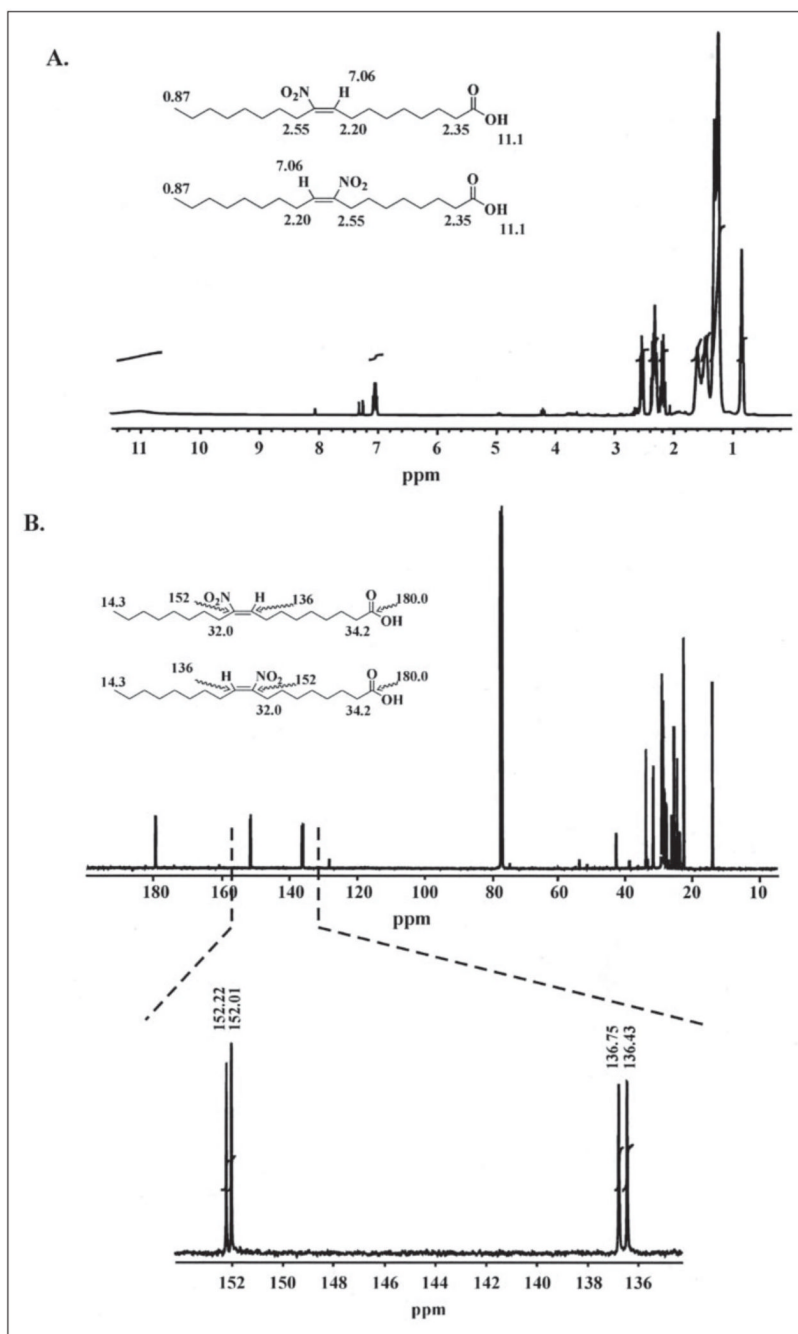 A.
7.06
O₂N H O
0.87 OH
2.55 2.20 2.35 11.1
7.06
H NO₂ O
0.87 OH
2.20 2.55 2.35 11.1
11 10 9 8 7 6 5 4 3 2 1
ppm
B.
O₂N H O
14.3 152 136 180.0
OH
32.0 34.2
136 H NO₂ O
14.3 152 180.0
OH
32.0 34.2
180 160 140 120 100 80 60 40 20 10
ppm
152.22
152.01
136.75
136.43
152 150 148 146 144 142 140 138 136
ppm